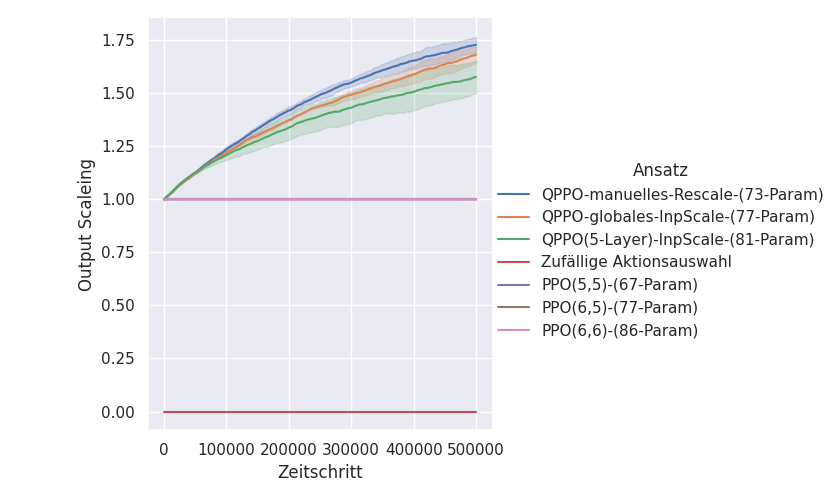 1.75
1.50
1.25
1.00
0.75
0.50
0.25
0.00
Output Scaleing
0 100000 200000 300000 400000 500000
Zeitschritt
Ansatz
QPPO-manuelles-Rescale-(73-Param)
QPPO-globales-InpScale-(77-Param)
QPPO(5-Layer)-InpScale-(81-Param)
Zufällige Aktionsauswahl
PPO(5,5)-(67-Param)
PPO(6,5)-(77-Param)
PPO(6,6)-(86-Param)